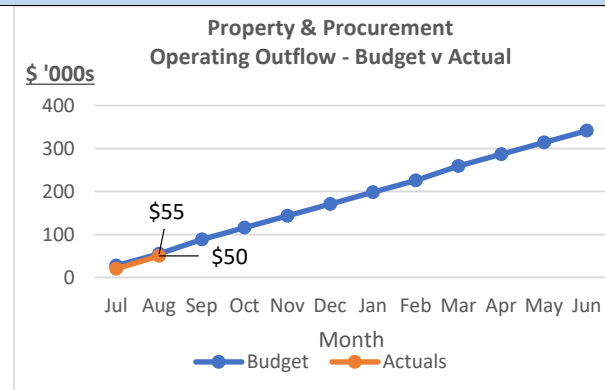 Property & Procurement
Operating Outflow - Budget v Actual
$ '000s
400
300
200
100
0
$55
$50
Jul Aug Sep Oct Nov Dec Jan Feb Mar Apr May Jun
Month
Budget Actuals